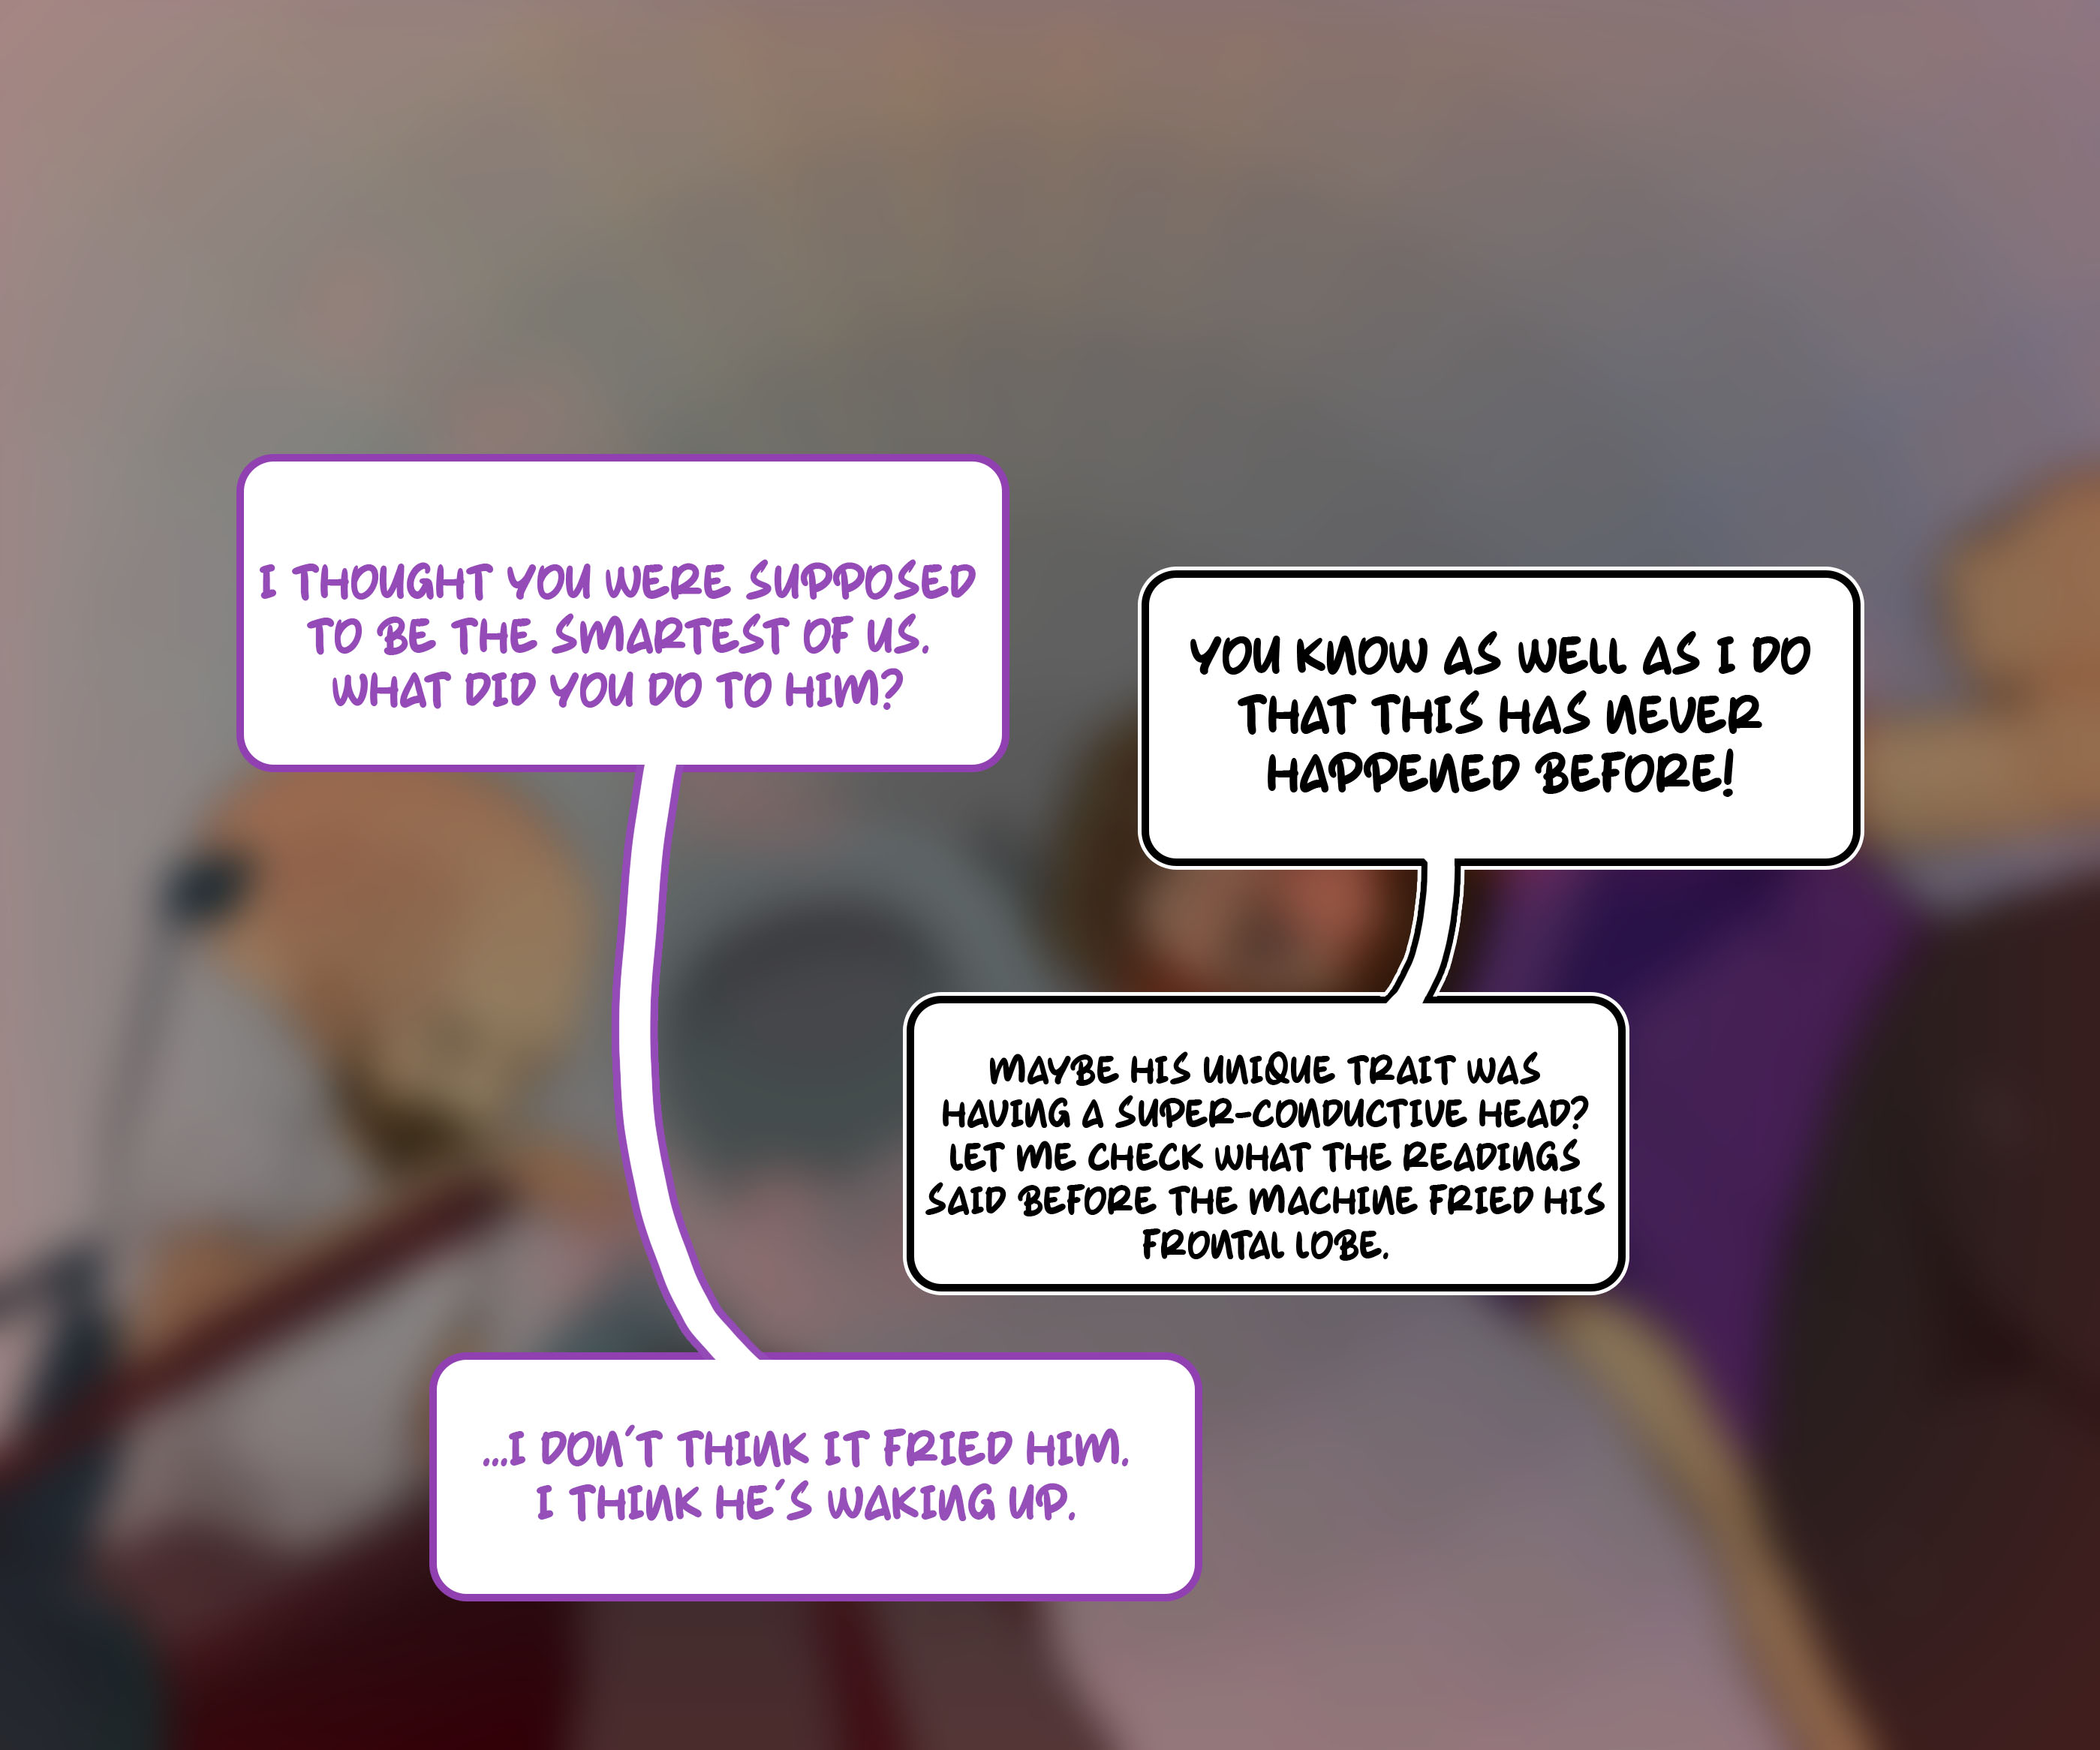 I THOUGHT YOU WERE SUPPOSED
TO BE THE SMARTEST OF US.
WHAT DID YOU DO TO HIM?
YOU KNOW AS WELL AS I DO
THAT THIS HAS NEVER
HAPPENED BEFORE!
MAYBE HIS UNIQUE TRAIT WAS
HAVING A SUPER-CONDUCTIVE HEAD?
LET ME CHECK WHAT THE READINGS
SAID BEFORE THE MACHINE FRIED HIS
FRONTAL LOBE.
...I DON'T THINK IT FRIED HIM.
I THINK HE'S WAKING UP.